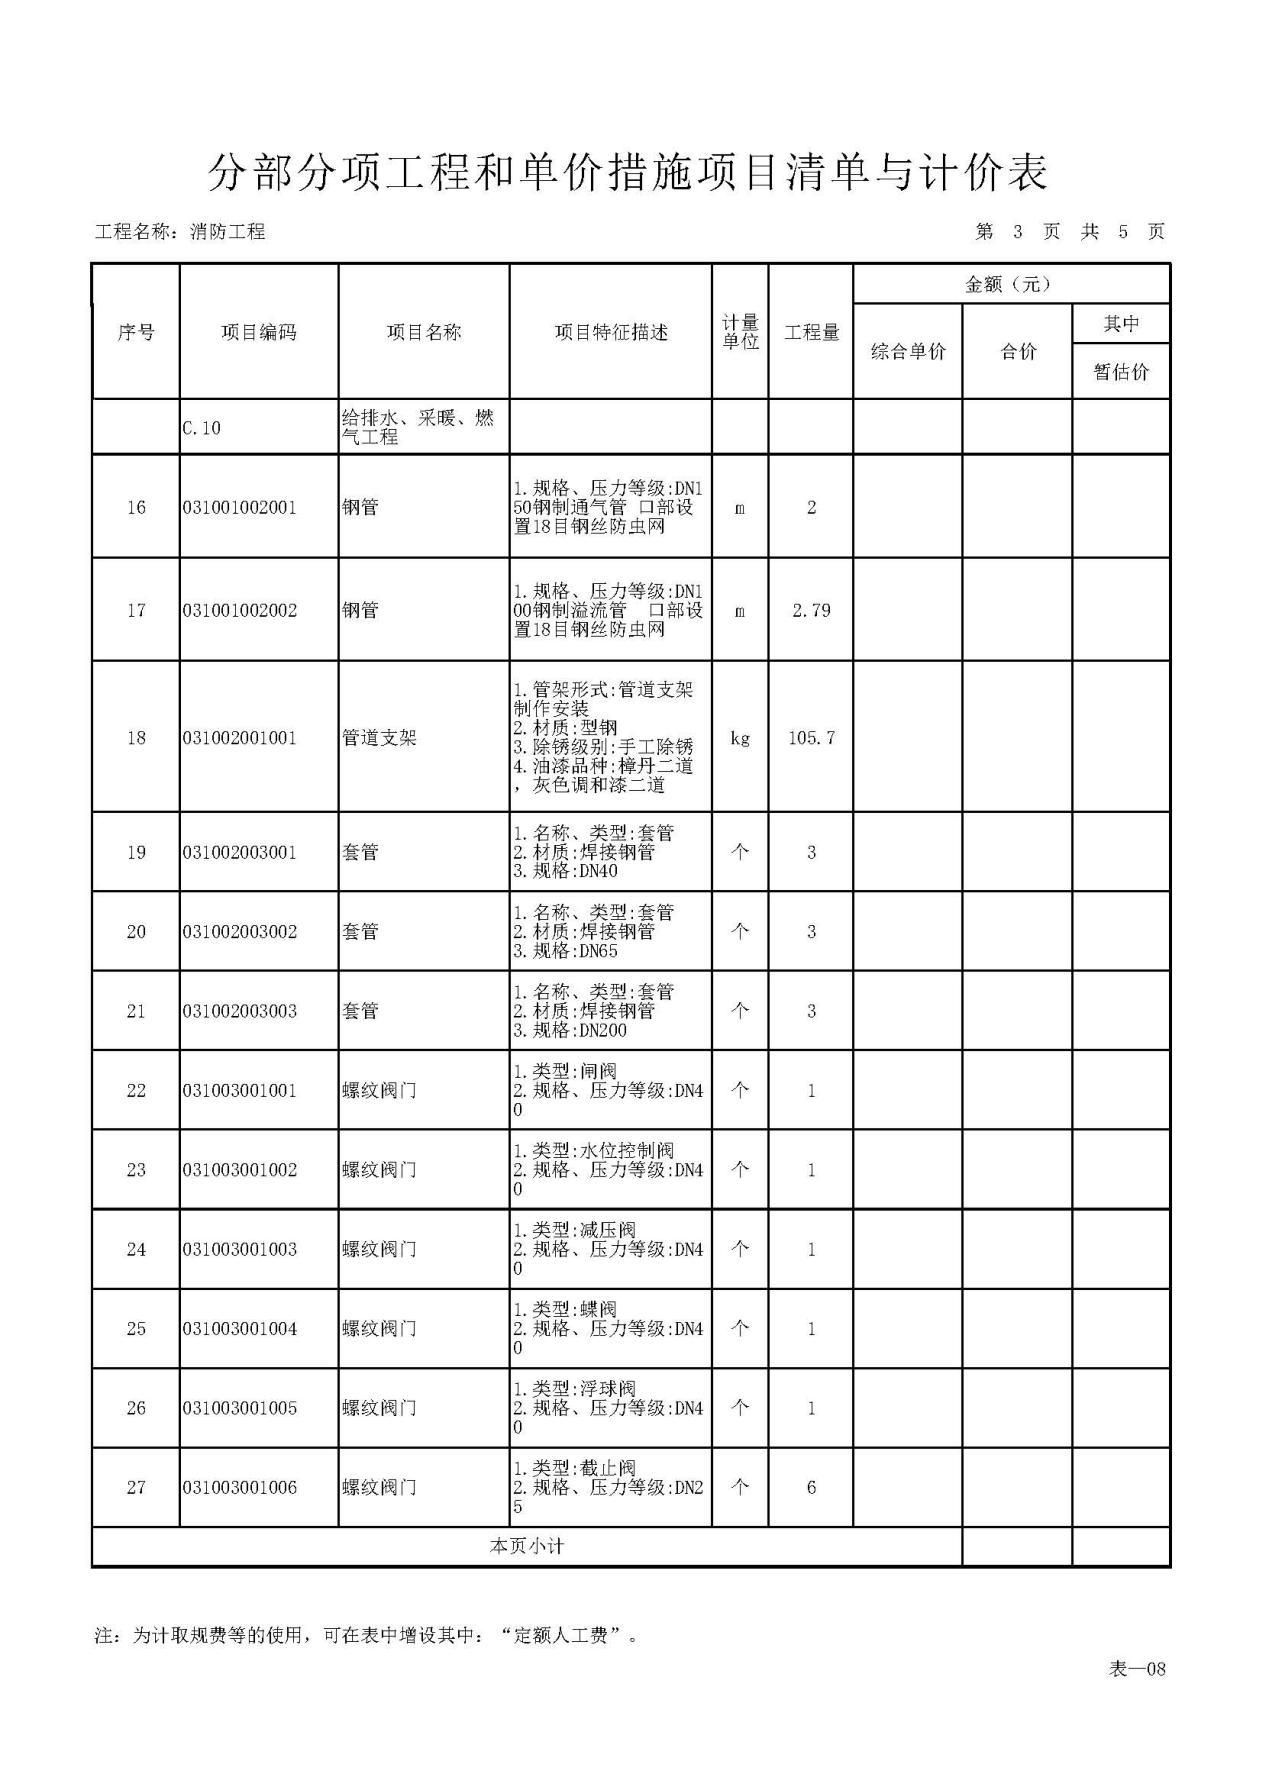 分部分项工程和单价措施项目清单与计价表
工程名称：消防工程
第 3 页 共 5 页
序号
项目编码
项目名称
项目特征描述
计量
单位
工程量
金额（元）
综合单价
合价
其中
暂估价
C.10
给排水、采暖、燃
气工程
16
031001002001
钢管
1.规格、压力等级:DN1
50钢制通气管 口部设
置18目钢丝防虫网
m
2
17
031001002002
钢管
1.规格、压力等级:DN1
00钢制溢流管  口部设
置18目钢丝防虫网
m
2.79
18
031002001001
管道支架
1.管架形式:管道支架
制作安装
2.材质:型钢
3.除锈级别:手工除锈
4.油漆品种:樟丹二道
，灰色调和漆二道
kg
105.7
19
031002003001
套管
1.名称、类型:套管
2.材质:焊接钢管
3.规格:DN40
个
3
20
031002003002
套管
1.名称、类型:套管
2.材质:焊接钢管
3.规格:DN65
个
3
21
031002003003
套管
1.名称、类型:套管
2.材质:焊接钢管
3.规格:DN200
个
3
22
031003001001
螺纹阀门
1.类型:闸阀
2.规格、压力等级:DN4
0
个
1
23
031003001002
螺纹阀门
1.类型:水位控制阀
2.规格、压力等级:DN4
0
个
1
24
031003001003
螺纹阀门
1.类型:减压阀
2.规格、压力等级:DN4
0
个
1
25
031003001004
螺纹阀门
1.类型:蝶阀
2.规格、压力等级:DN4
0
个
1
26
031003001005
螺纹阀门
1.类型:浮球阀
2.规格、压力等级:DN4
0
个
1
27
031003001006
螺纹阀门
1.类型:截止阀
2.规格、压力等级:DN2
5
个
6
本页小计
注：为计取规费等的使用，可在表中增设其中：“定额人工费”。
表—08